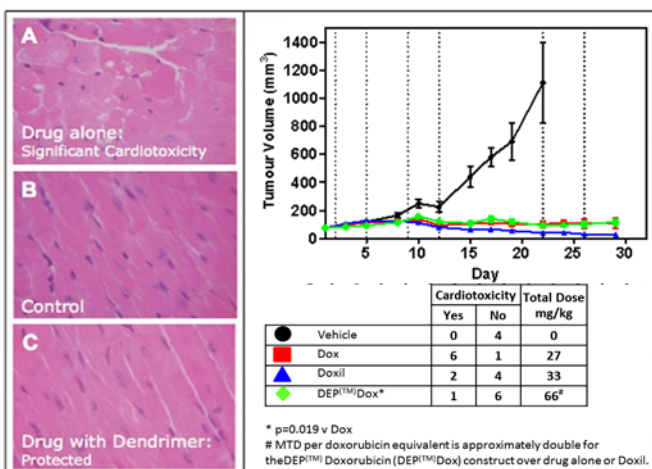 A
Drug alone:
Significant Cardiotoxicity
B
Control
C
Drug with Dendrimer:
Protected
Tumour Volume (mm³)
1400
1200
1000
800
600
400
200
0
0 5 10 15 20 25 30
Day
Cardiotoxicity Total Dose
Yes No mg/kg
Vehicle 0 4 0
Dox 6 1 27
Doxil 2 4 33
DEP(TM)Dox* 1 6 66#
* p=0.019 v Dox
# MTD per doxorubicin equivalent is approximately double for
theDEP(TM) Doxorubicin (DEP(TM)Dox) construct over drug alone or Doxil.